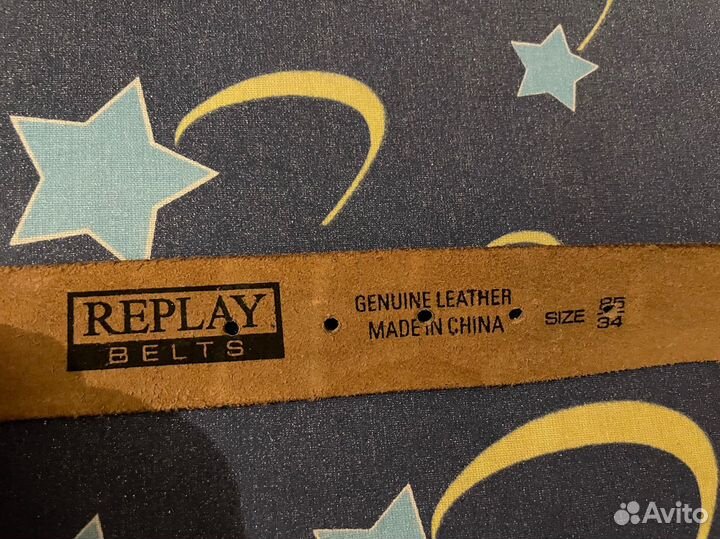 REPLAY
BELTS
GENUINE LEATHER
MADE IN CHINA
SIZE 85
34
Avito